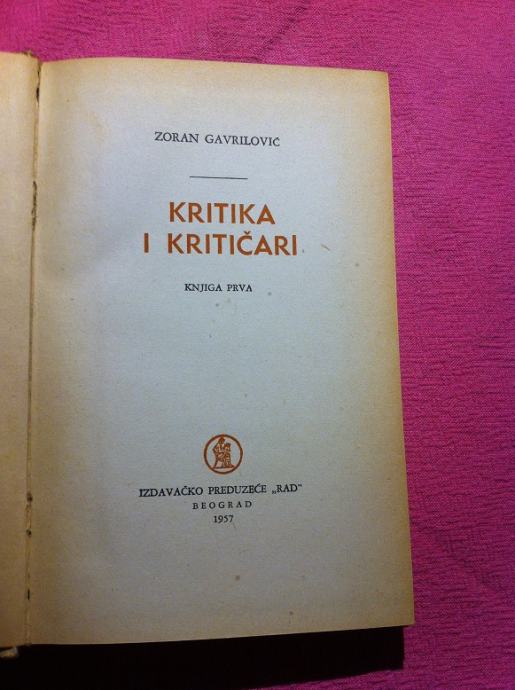 ZORAN GAVRILOVIĆ
KRITIKA
I KRITIČARI
KNJIGA PRVA
IZDAVAČKO PREDUZEĆE „RAD“
BEOGRAD
1957